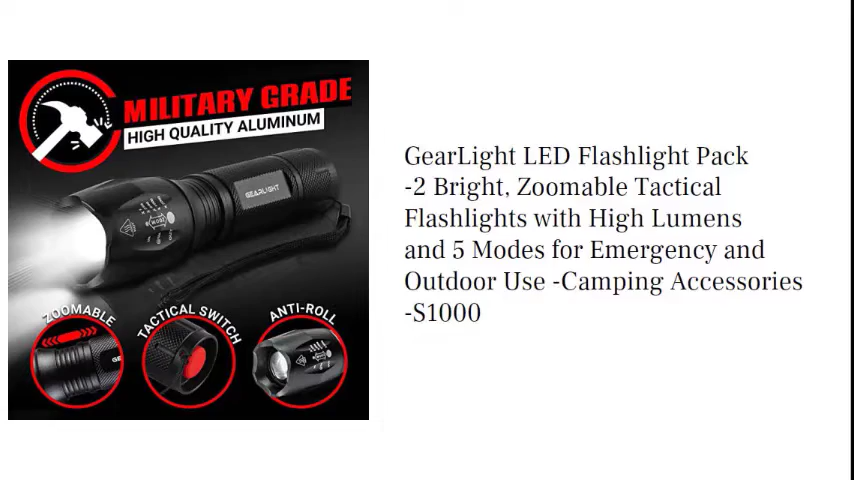 MILITARY GRADE
HIGH QUALITY ALUMINUM
GEARLIGHT
ZOOMABLE
TACTICAL SWITCH
ANTI-ROLL
GearLight LED Flashlight Pack
-2 Bright, Zoomable Tactical
Flashlights with High Lumens
and 5 Modes for Emergency and
Outdoor Use -Camping Accessories
-S1000